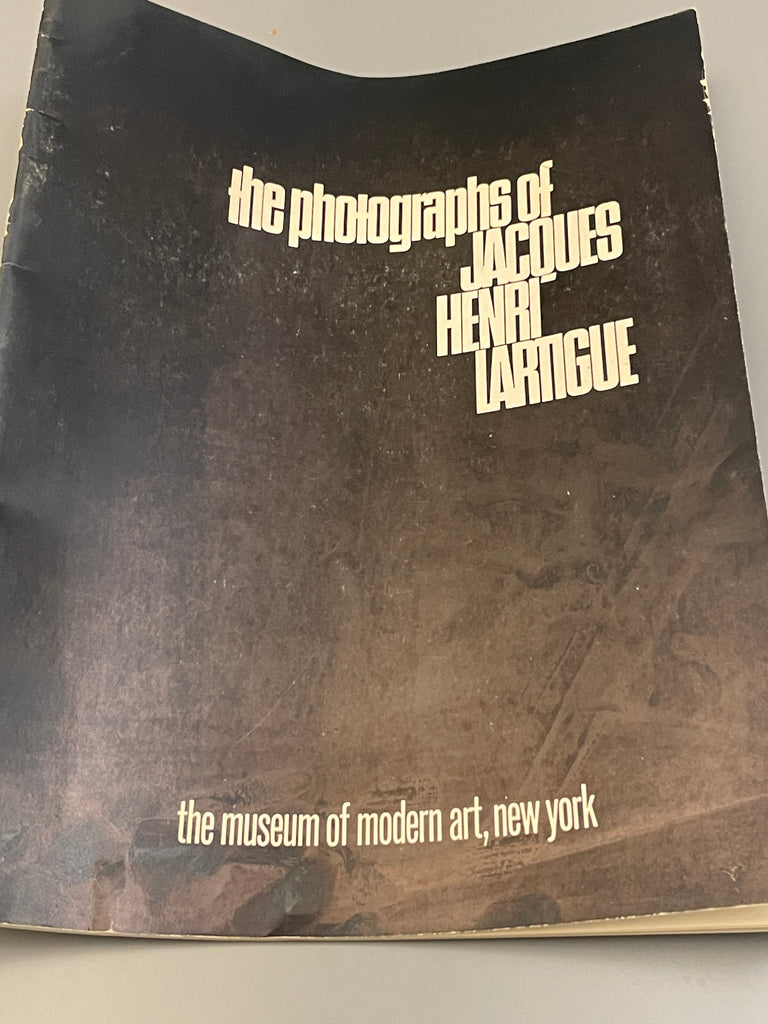 the photographs of
JACQUES
HENRI
LARTIGUE
the museum of modern art, new york